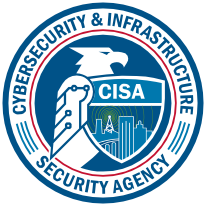 CYBERSECURITY & INFRASTRUCTURE
CISA
SECURITY AGENCY